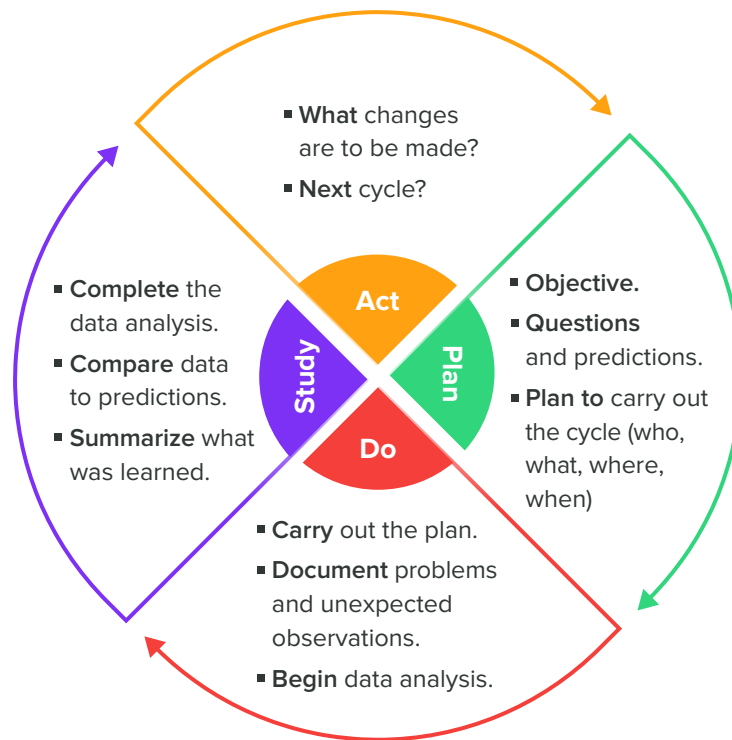 ▪ What changes
are to be made?
▪ Next cycle?
Act
▪ Objective.
▪ Questions
and predictions.
▪ Plan to carry out
the cycle (who,
what, where,
when)
Plan
Do
▪ Carry out the plan.
▪ Document problems
and unexpected
observations.
▪ Begin data analysis.
▪ Complete the
data analysis.
▪ Compare data
to predictions.
▪ Summarize what
was learned.
Study